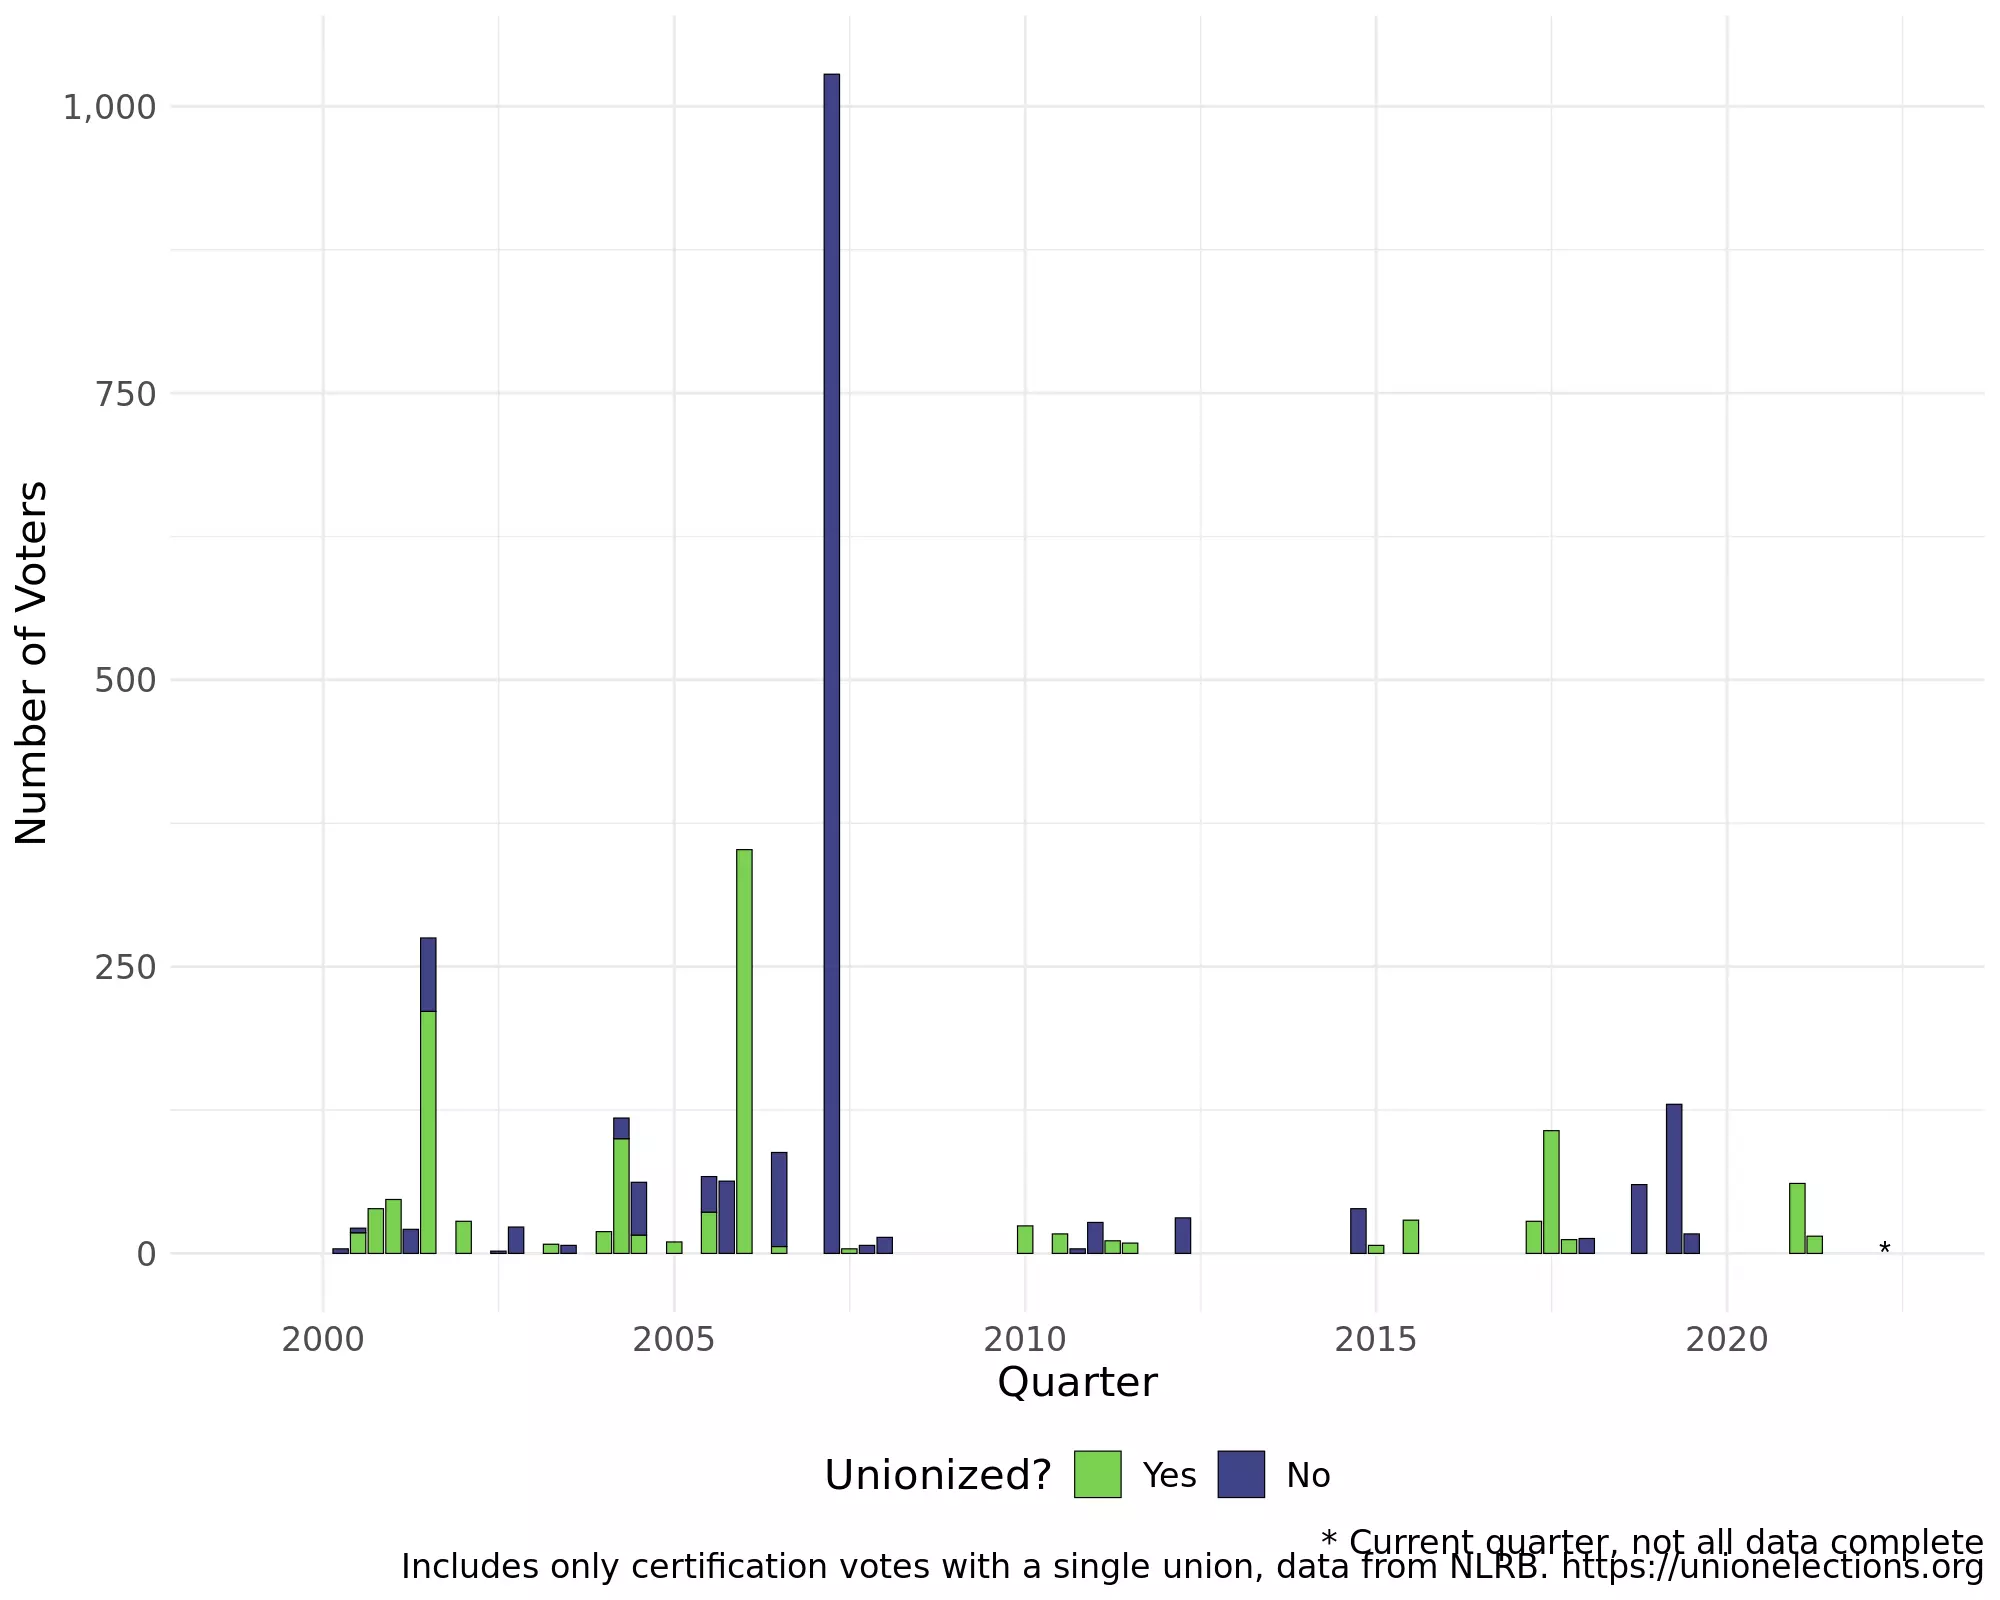 1,000
750
500
250
0
Number of Voters
*
2000 2005 2010 2015 2020
Quarter
Unionized? Yes No
* Current quarter, not all data complete
Includes only certification votes with a single union, data from NLRB. https://unionelections.org